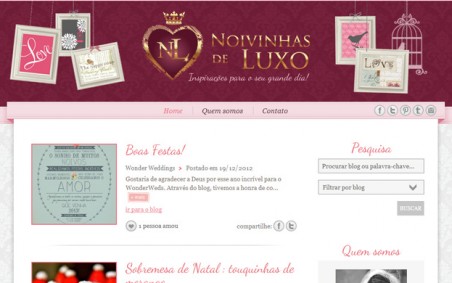 Love
NL
NOIVINHAS
DE LUXO
Inspirações para o seu grande dia!
Love
Home
Quem somos
Contato
Boas Festas!
Wonder Weddings > Postado em 19/12/2012
Gostaria de agradecer a Deus por esse ano incrível para o
WonderWeds. Através do blog, tivemos a honra de co...
ir para o blog
1 pessoa amou
compartilhe:
Pesquisa
Procurar blog ou palavra-chave...
Filtrar por blog
BUSCAR
Quem somos
AMOR
Sobremesa de Natal : touquinhas de